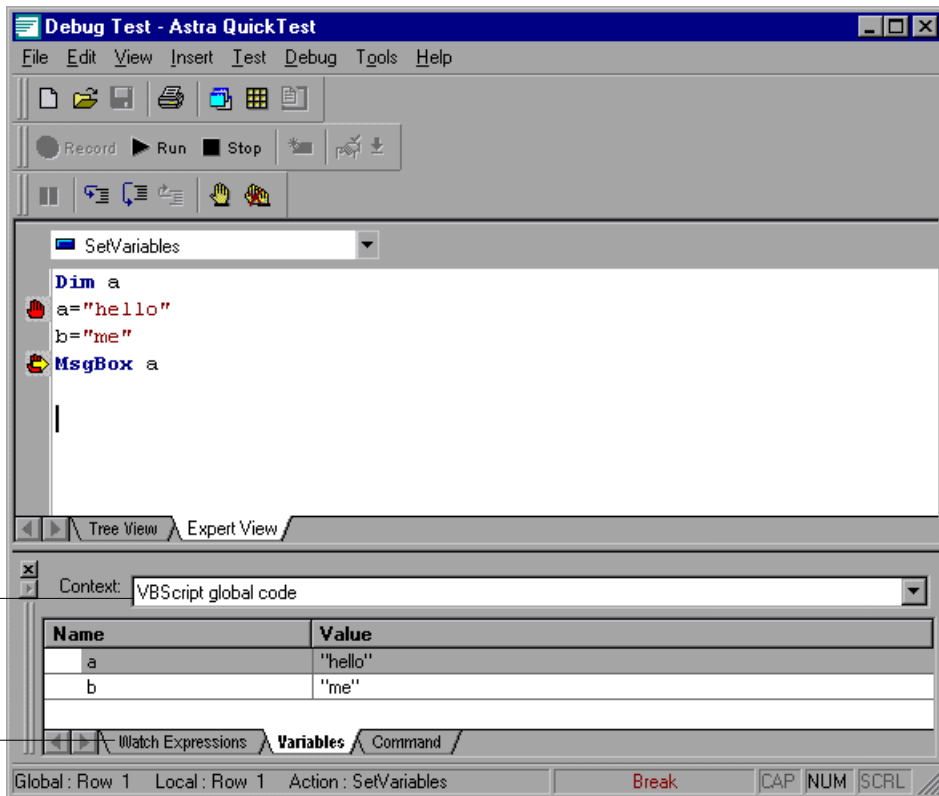 Debug Test - Astra QuickTest
File Edit View Insert Test Debug Tools Help
Record Run Stop
SetVariables
Dim a
a="hello"
b="me"
MsgBox a
Tree View Expert View
Context: VBScript global code
Name Value
a "hello"
b "me"
Watch Expressions Variables Command
Global : Row 1 Local : Row 1 Action : SetVariables Break CAP NUM SCRL